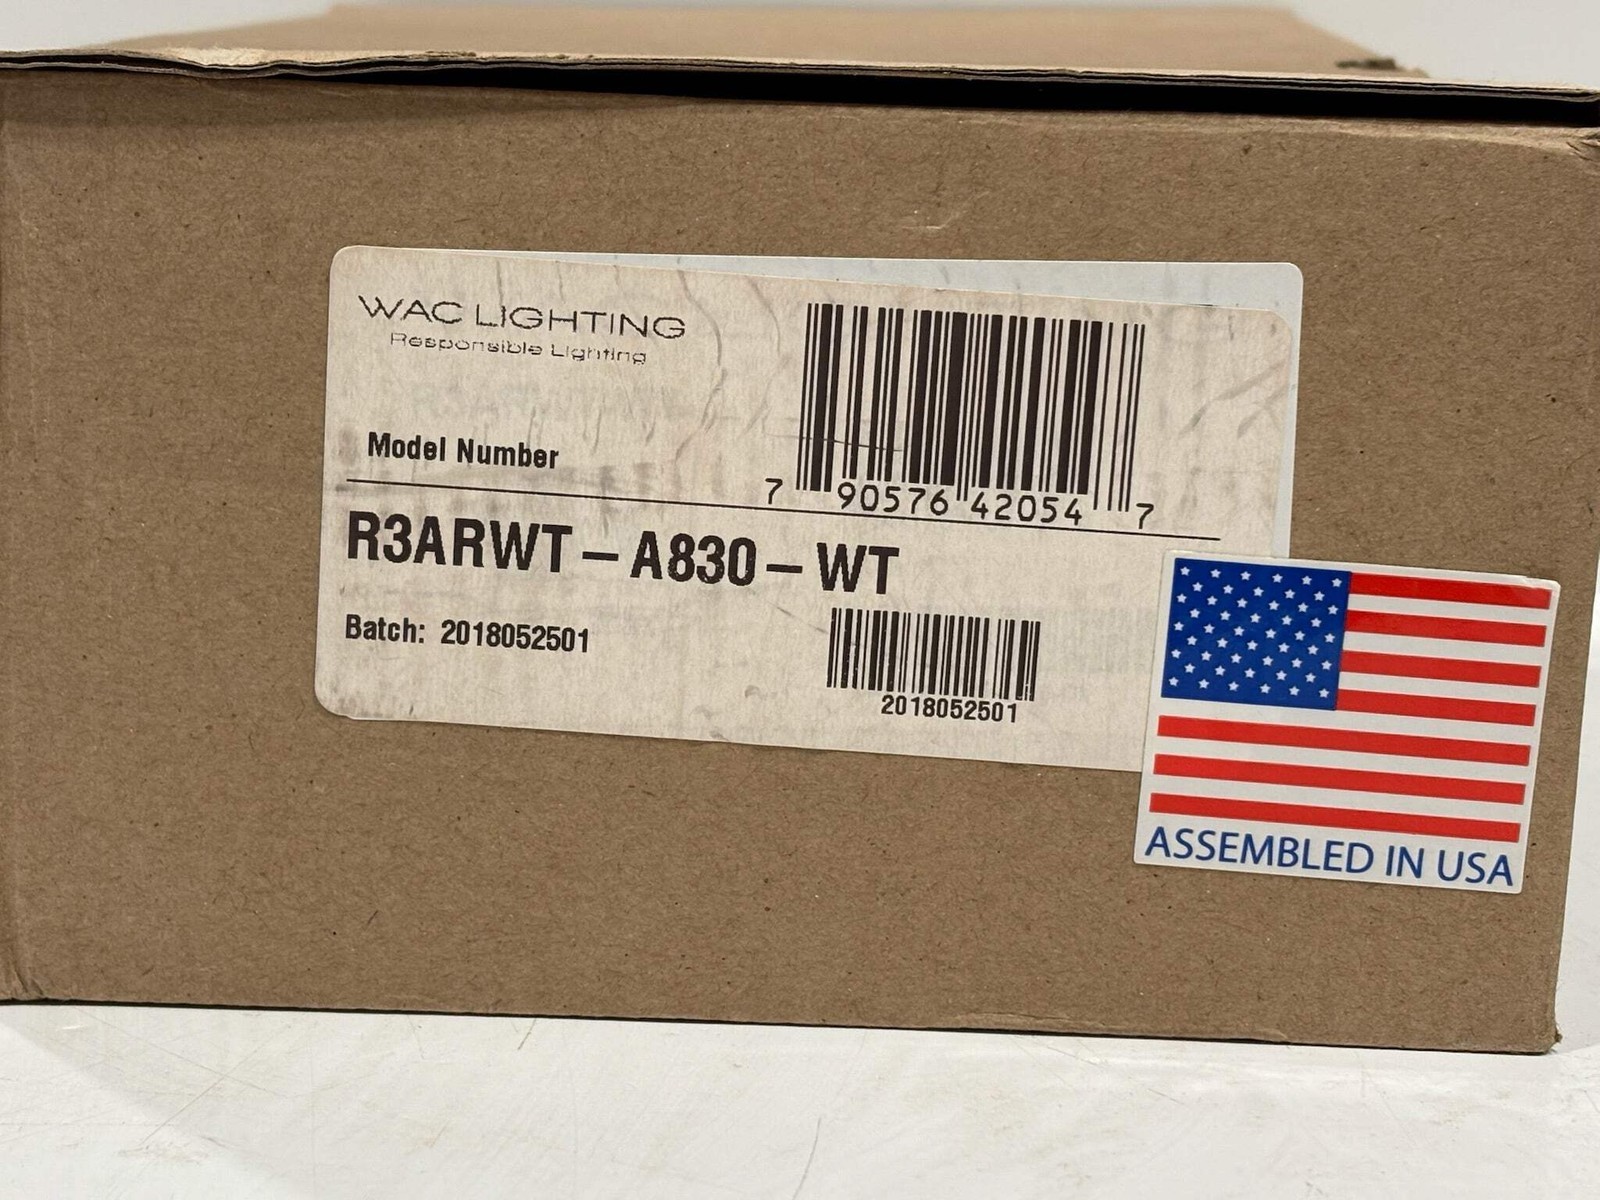 WAC LIGHTING
Responsible Lighting
Model Number
7 90576 42054 7
R3ARWT – A830 – WT
Batch: 2018052501
2018052501
ASSEMBLED IN USA